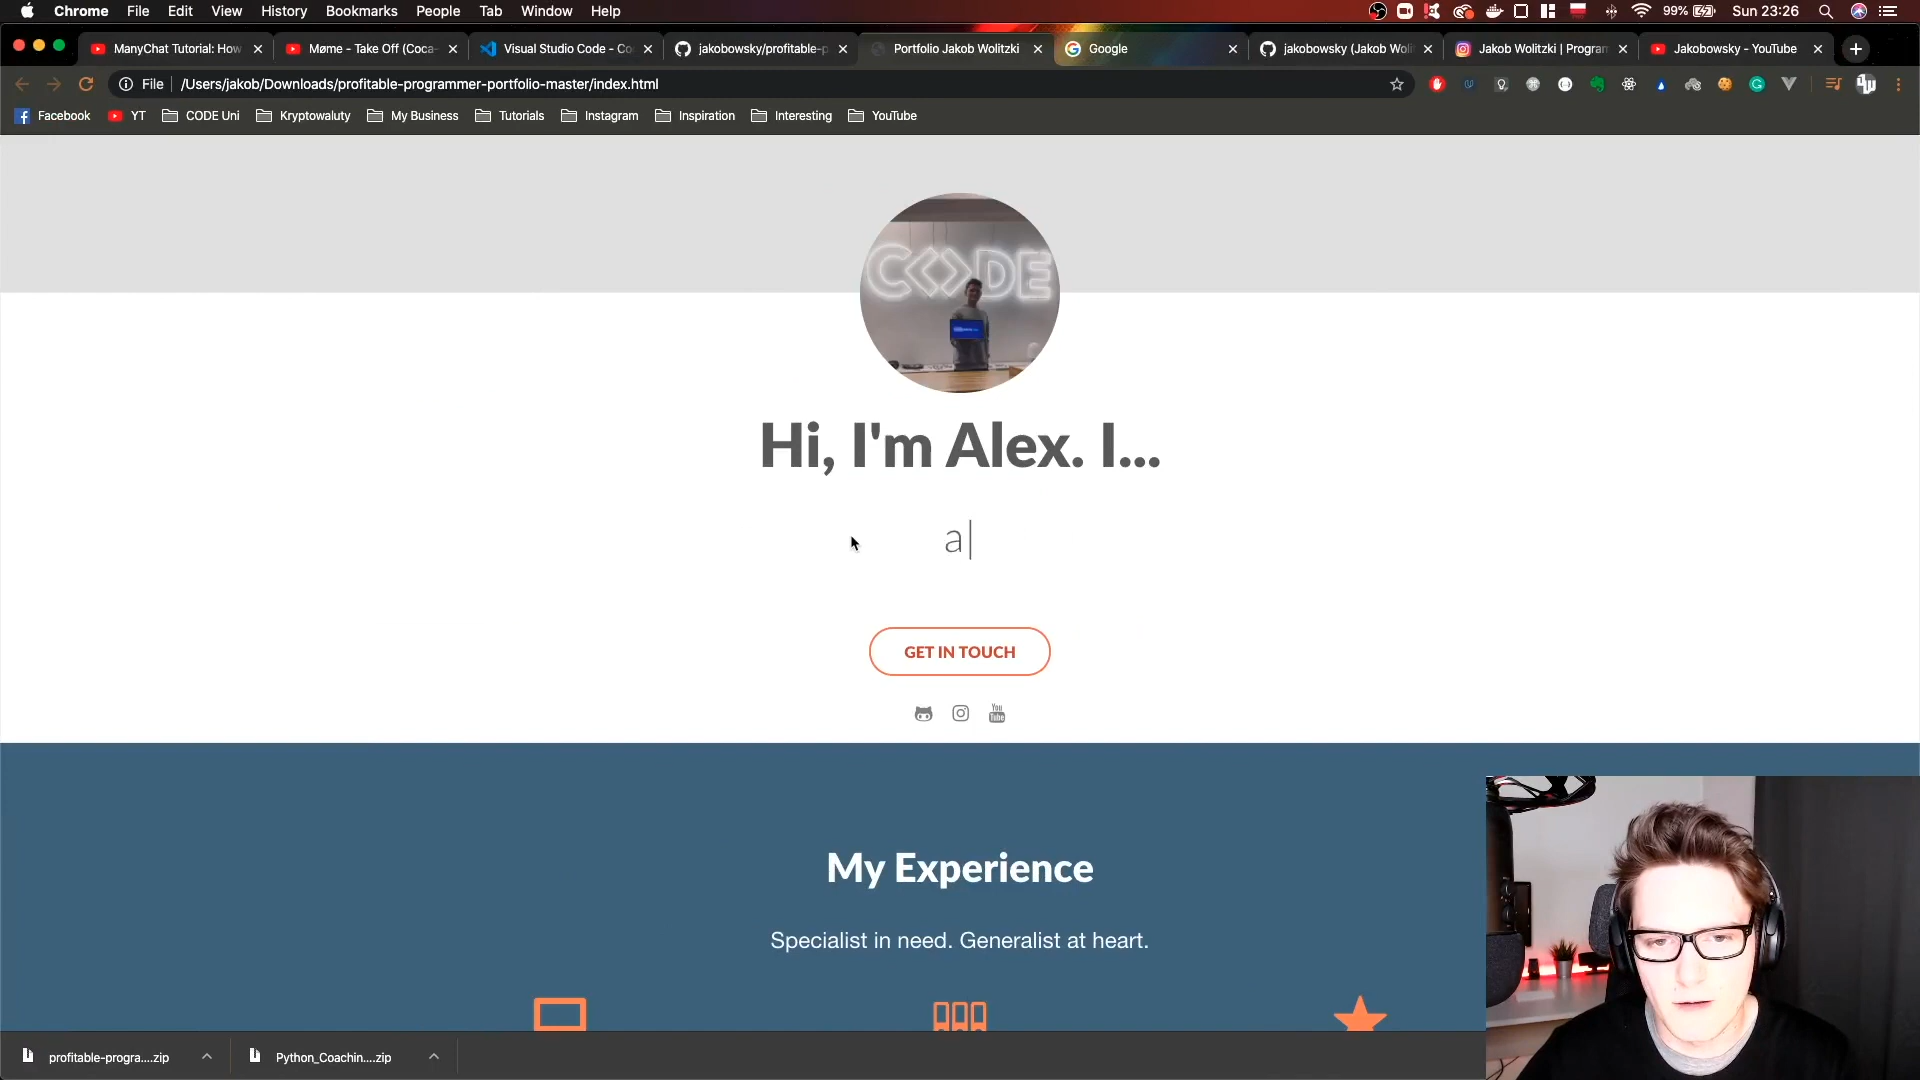 Chrome File Edit View History Bookmarks People Tab Window Help 99% Sun 23:26
ManyChat Tutorial: How
Møme - Take Off (Coca-
Visual Studio Code - Co
jakobowsky/profitable-p
Portfolio Jakob Wolitzki
Google
jakobowsky (Jakob Woli
Jakob Wolitzki | Program
Jakobowsky - YouTube
File /Users/jakob/Downloads/profitable-programmer-portfolio-master/index.html
Facebook YT CODE Uni Kryptowaluty My Business Tutorials Instagram Inspiration Interesting YouTube
CODE
Hi, I'm Alex. I...
a|
GET IN TOUCH
You Tube
My Experience
Specialist in need. Generalist at heart.
profitable-progra....zip Python_Coachin....zip